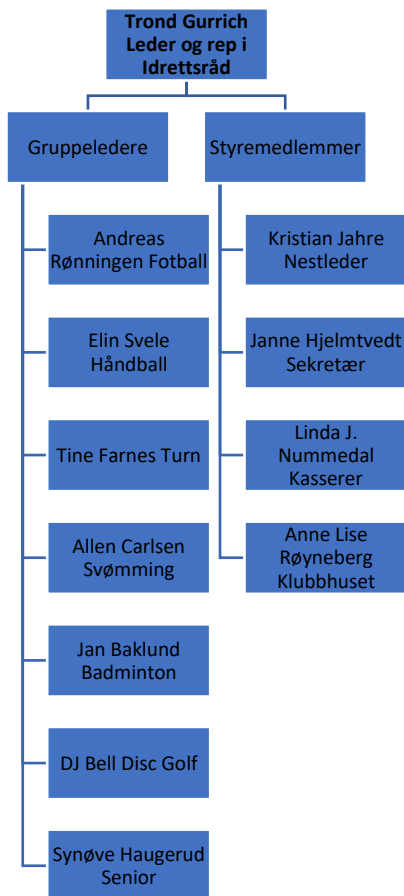 Trond Gurrich
Leder og rep i
Idrettsråd
Gruppeledere
Styremedlemmer
Andreas
Rønningen Fotball
Elin Svele
Håndball
Tine Farnes Turn
Allen Carlsen
Svømming
Jan Baklund
Badminton
DJ Bell Disc Golf
Synøve Haugerud
Senior
Kristian Jahre
Nestleder
Janne Hjelmtvedt
Sekretær
Linda J.
Nummedal
Kasserer
Anne Lise
Røyneberg
Klubbhuset